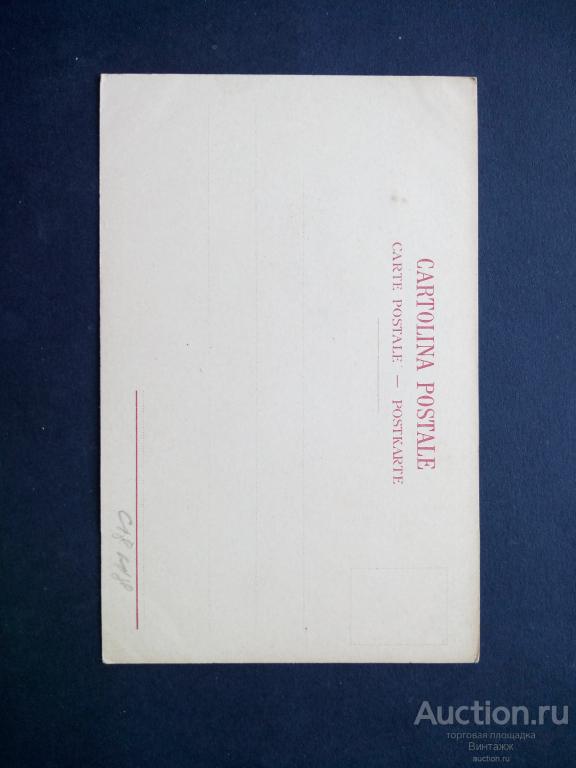 CARTOLINA POSTALE
CARTE POSTALE — POSTKARTE
Auction.ru
торговая площадка
Винтажж
auction.ru